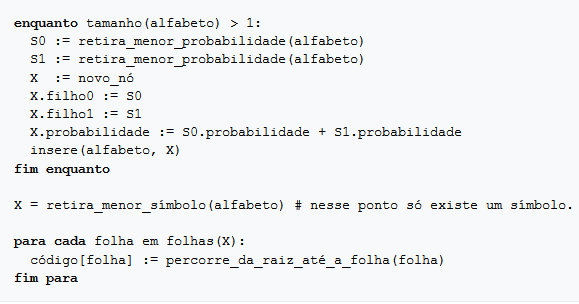 enquanto tamanho(alfabeto) > 1:
S0 := retira_menor_probabilidade(alfabeto)
S1 := retira_menor_probabilidade(alfabeto)
X := novo_nó
X.filho0 := S0
X.filho1 := S1
X.probabilidade := S0.probabilidade + S1.probabilidade
insere(alfabeto, X)
fim enquanto
X = retira_menor_símbolo(alfabeto) # nesse ponto só existe um símbolo.
para cada folha em folhas(X):
código[folha] := percorre_da_raiz_até_a_folha(folha)
fim para